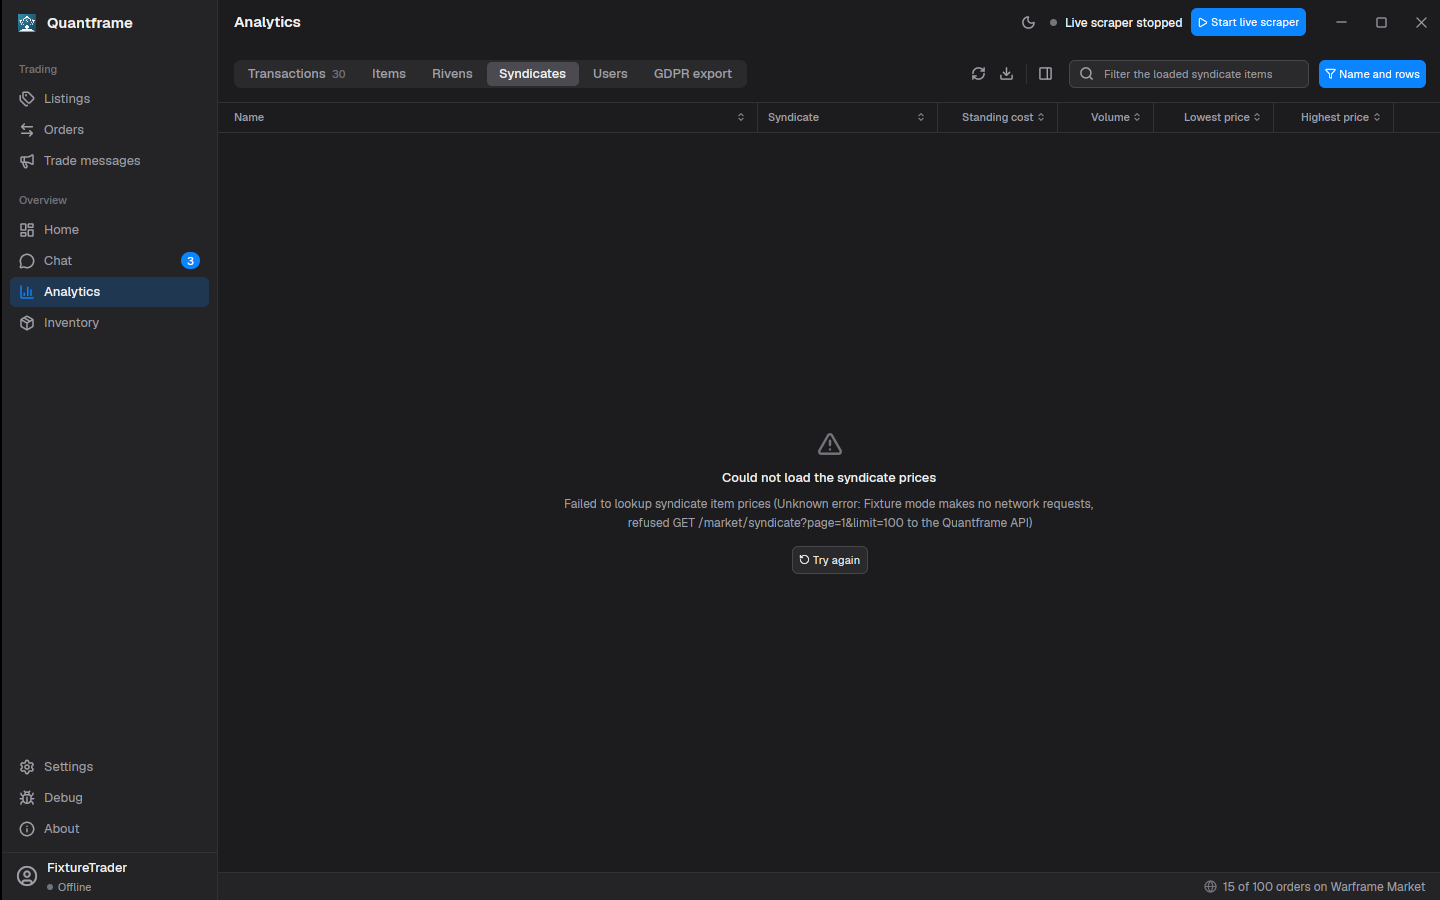 Quantframe
Analytics
Live scraper stopped
Start live scraper
Trading
Listings
Orders
Trade messages
Overview
Home
Chat
3
Analytics
Inventory
Transactions 30
Items
Rivens
Syndicates
Users
GDPR export
Filter the loaded syndicate items
Name and rows
Name
Syndicate
Standing cost
Volume
Lowest price
Highest price
Could not load the syndicate prices
Failed to lookup syndicate item prices (Unknown error: Fixture mode makes no network requests,
refused GET /market/syndicate?page=1&limit=100 to the Quantframe API)
Try again
Settings
Debug
About
FixtureTrader
Offline
15 of 100 orders on Warframe Market